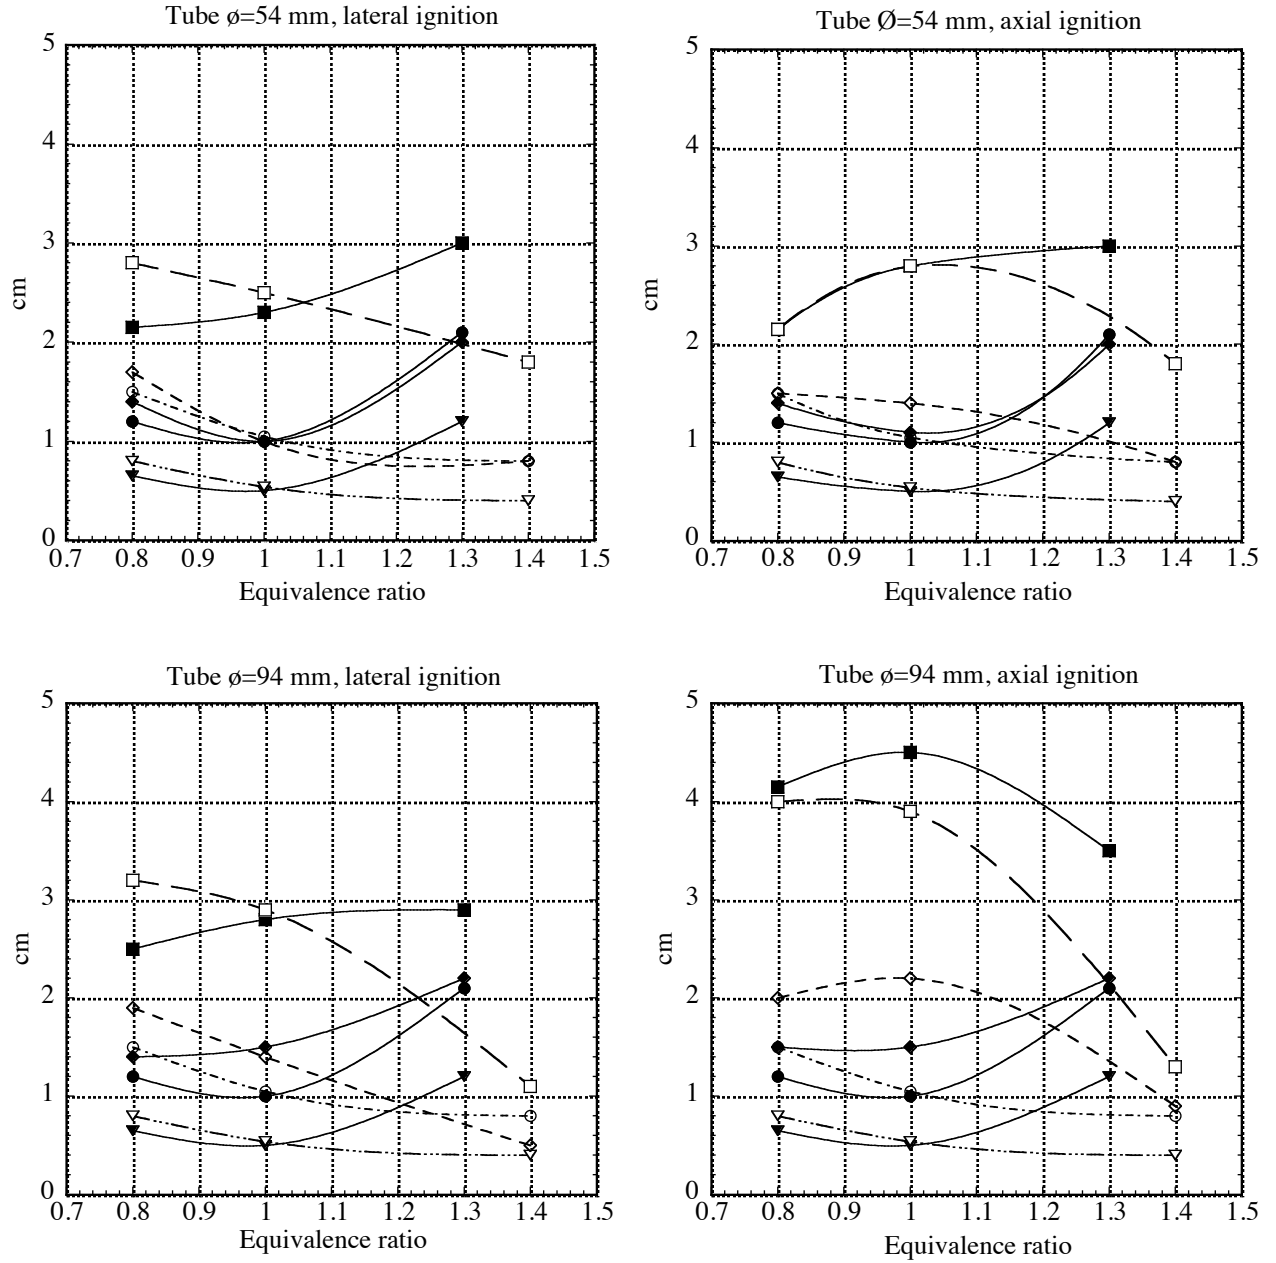 Tube ø=54 mm, lateral ignition
5
4
3
2
1
0
cm
0.7 0.8 0.9 1 1.1 1.2 1.3 1.4 1.5
Equivalence ratio
Tube Ø=54 mm, axial ignition
5
4
3
2
1
0
cm
0.7 0.8 0.9 1 1.1 1.2 1.3 1.4 1.5
Equivalence ratio
Tube ø=94 mm, lateral ignition
5
4
3
2
1
0
cm
0.7 0.8 0.9 1 1.1 1.2 1.3 1.4 1.5
Equivalence ratio
Tube ø=94 mm, axial ignition
5
4
3
2
1
0
cm
0.7 0.8 0.9 1 1.1 1.2 1.3 1.4 1.5
Equivalence ratio